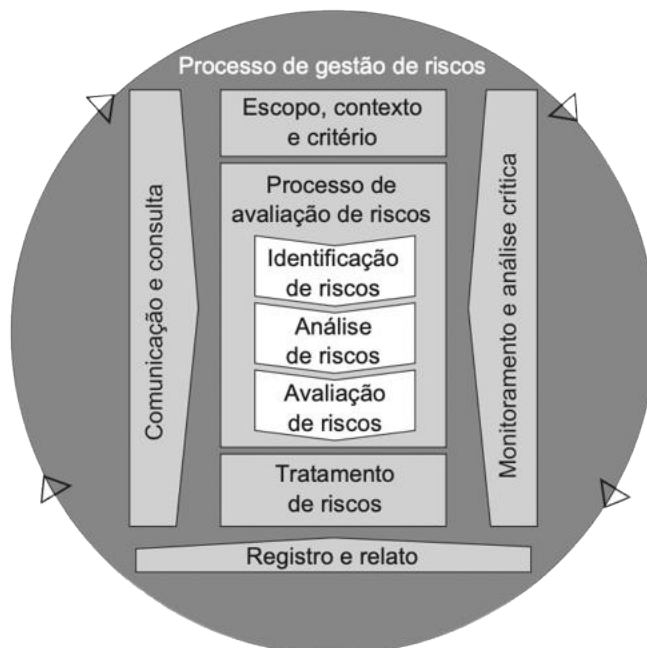 Processo de gestão de riscos
Escopo, contexto
e critério
Comunicação e consulta
Processo de
avaliação de riscos
Identificação
de riscos
Análise
de riscos
Avaliação
de riscos
Monitoramento e análise crítica
Tratamento
de riscos
Registro e relato